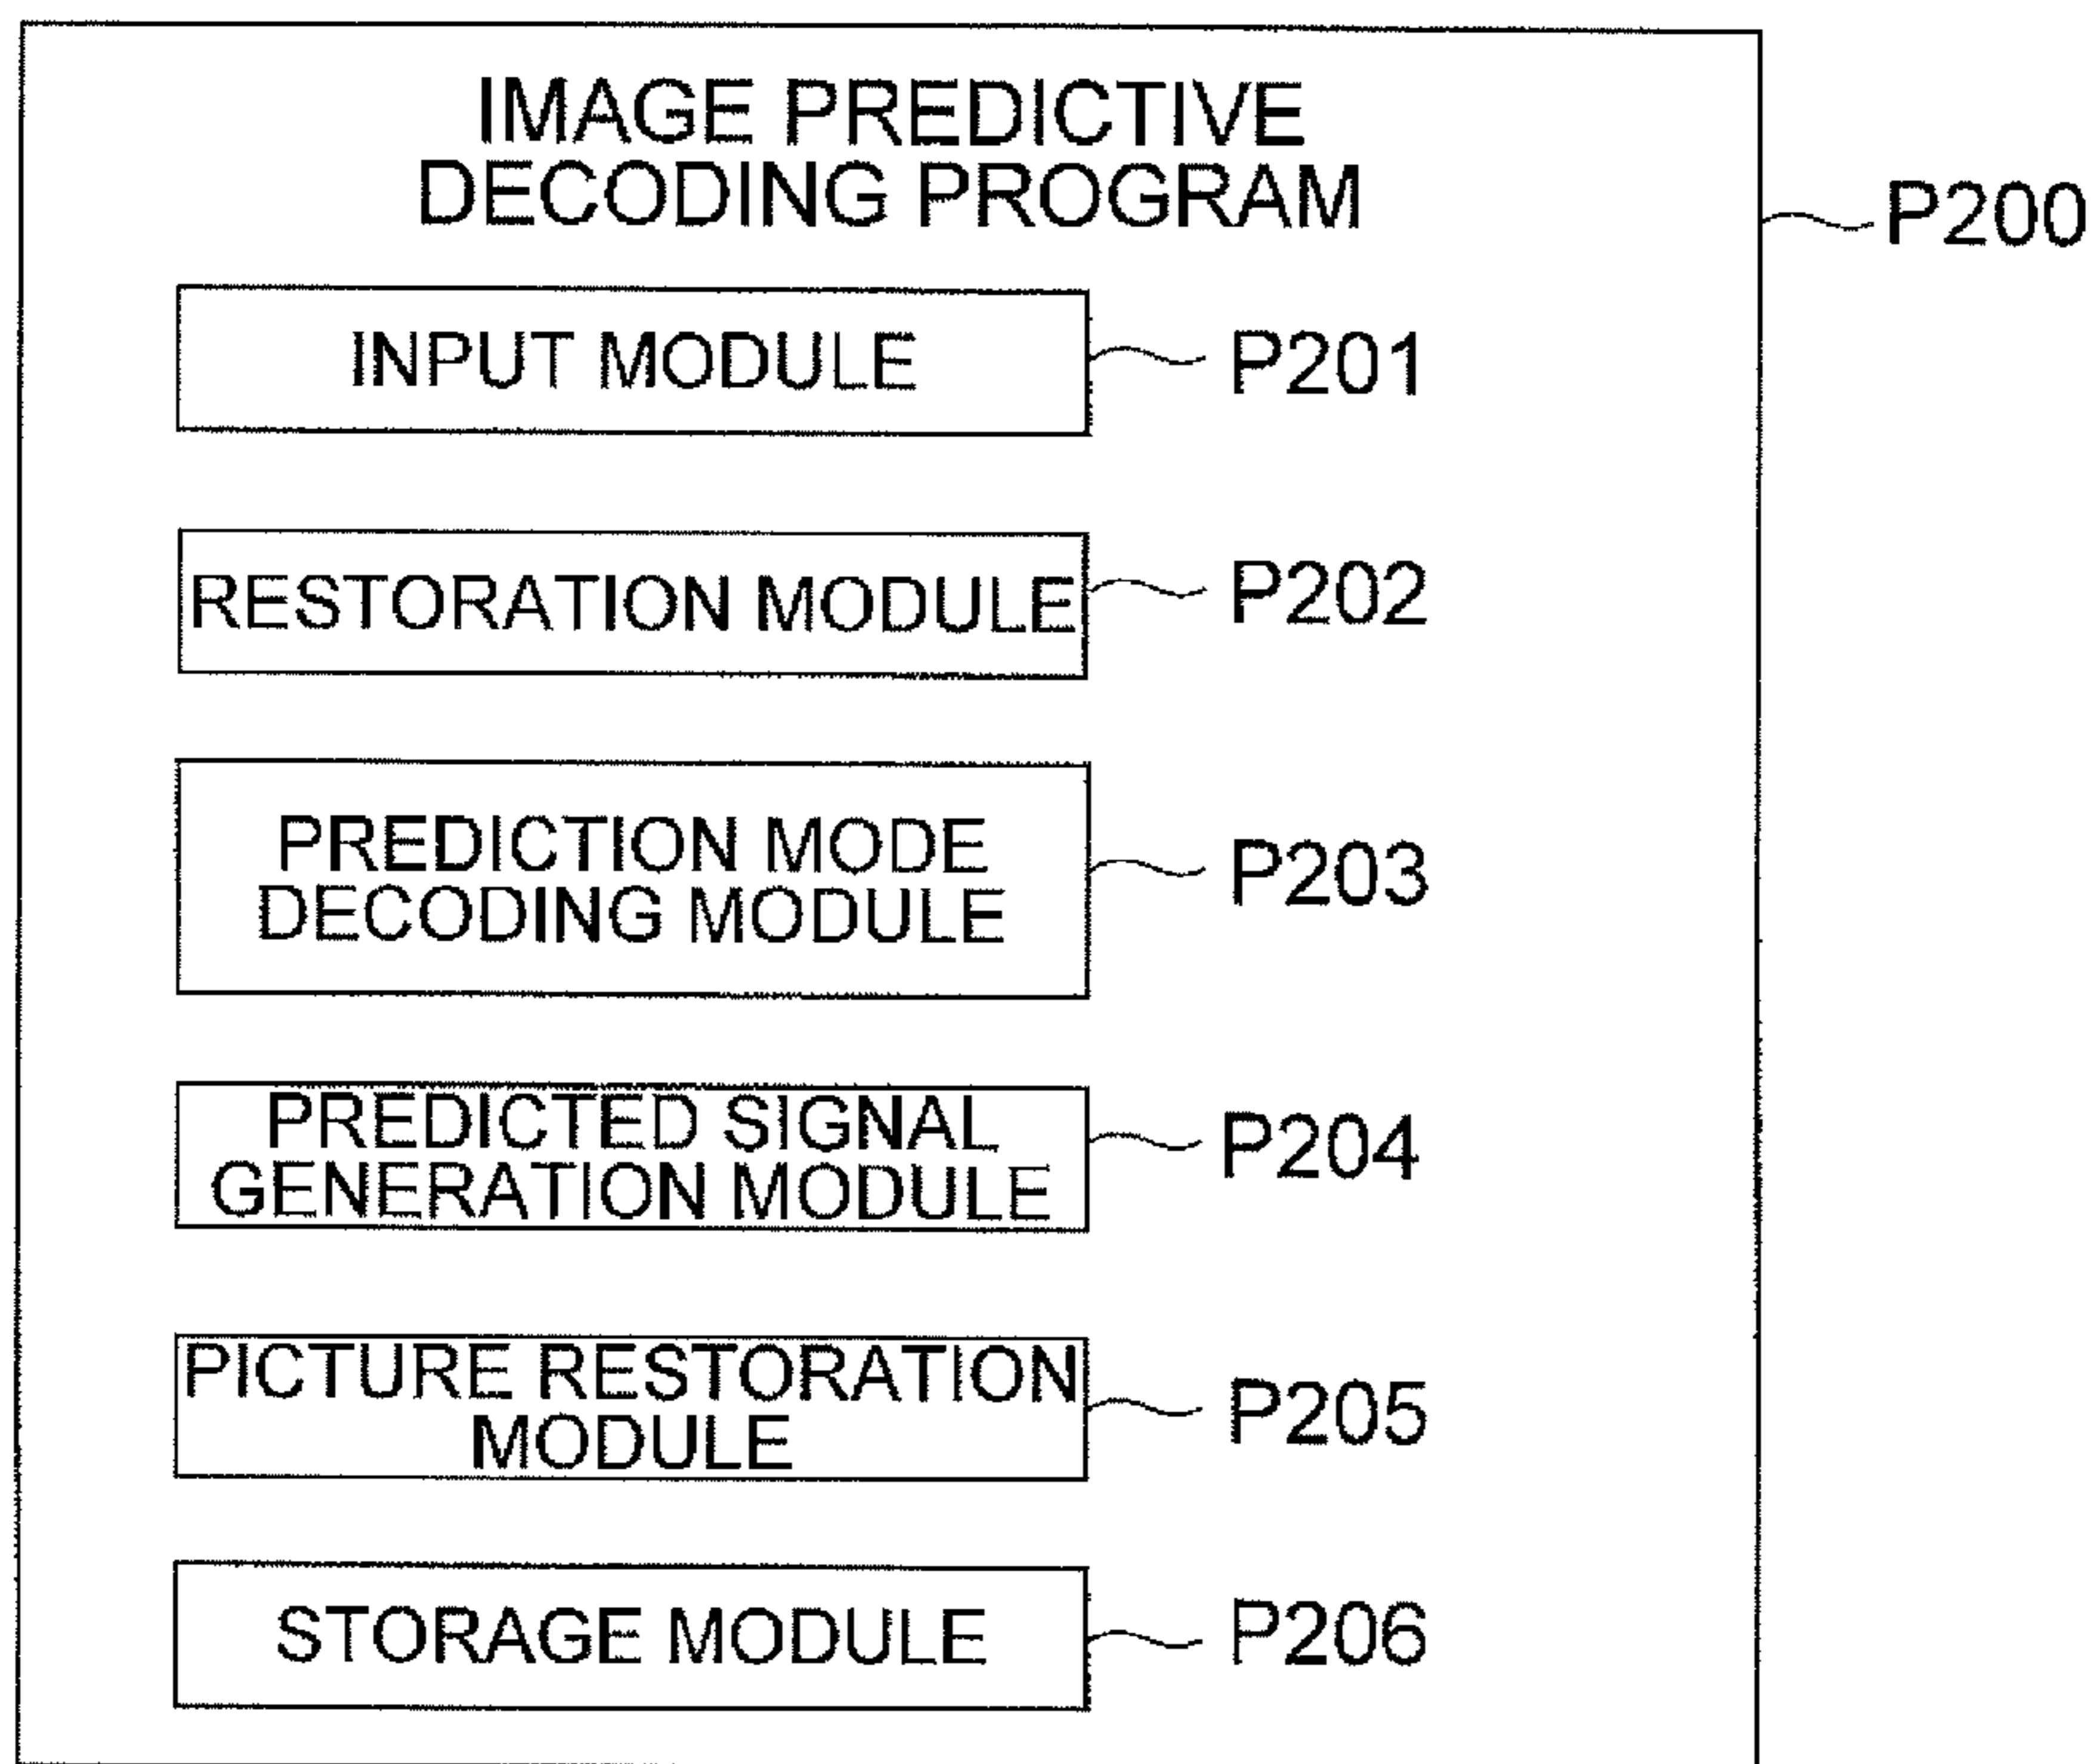 IMAGE PREDICTIVE
DECODING PROGRAM
P200
INPUT MODULE
P201
RESTORATION MODULE
P202
PREDICTION MODE
DECODING MODULE
P203
PREDICTED SIGNAL
GENERATION MODULE
P204
PICTURE RESTORATION
MODULE
P205
STORAGE MODULE
P206